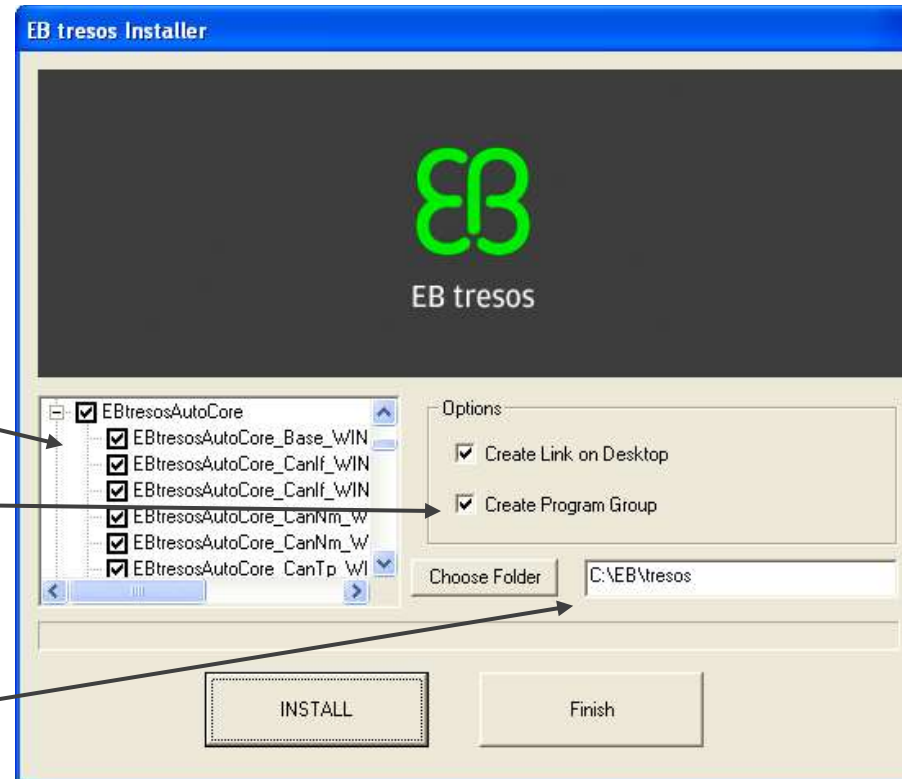 EB tresos Installer
EB
EB tresos
EBtresosAutoCore
EBtresosAutoCore_Base_WIN
EBtresosAutoCore_CanIf_WIN
EBtresosAutoCore_CanIf_WIN
EBtresosAutoCore_CanNm_W
EBtresosAutoCore_CanNm_W
EBtresosAutoCore_CanTp_WI
Options
Create Link on Desktop
Create Program Group
Choose Folder
C:\EB\tresos
INSTALL
Finish